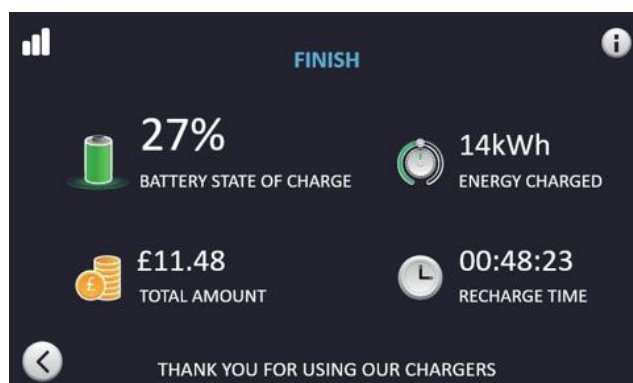 FINISH
27%
BATTERY STATE OF CHARGE
14kWh
ENERGY CHARGED
£11.48
TOTAL AMOUNT
00:48:23
RECHARGE TIME
THANK YOU FOR USING OUR CHARGERS